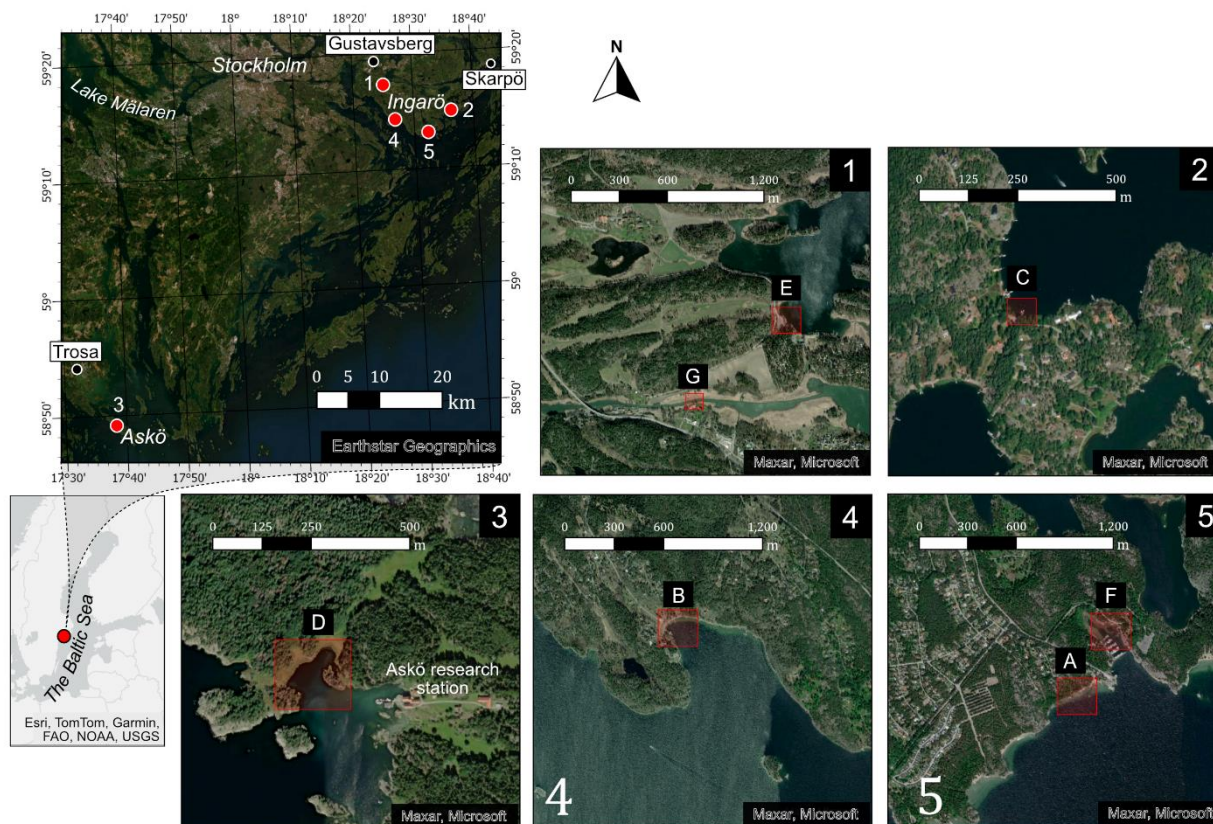 17°40' 17°50' 18° 18°10' 18°20' 18°30' 18°40'
59°20'
59°10'
59°
58°50'
59°20'
59°10'
59°
58°50'
17°30' 17°40' 17°50' 18° 18°10' 18°20' 18°30' 18°40'
Gustavsberg
Stockholm
Skarpö
Lake Mälaren
1
Ingarö
2
4
5
Trosa
3
Askö
0 5 10 20
km
Earthstar Geographics
N
1
0 300 600 1,200
m
E
G
Maxar, Microsoft
2
0 125 250 500
m
C
Maxar, Microsoft
The Baltic Sea
Esri, TomTom, Garmin,
FAO, NOAA, USGS
3
0 125 250 500
m
D
Askö research
station
Maxar, Microsoft
4
0 300 600 1,200
m
B
4
Maxar, Microsoft
5
0 300 600 1,200
m
F
A
5
Maxar, Microsoft